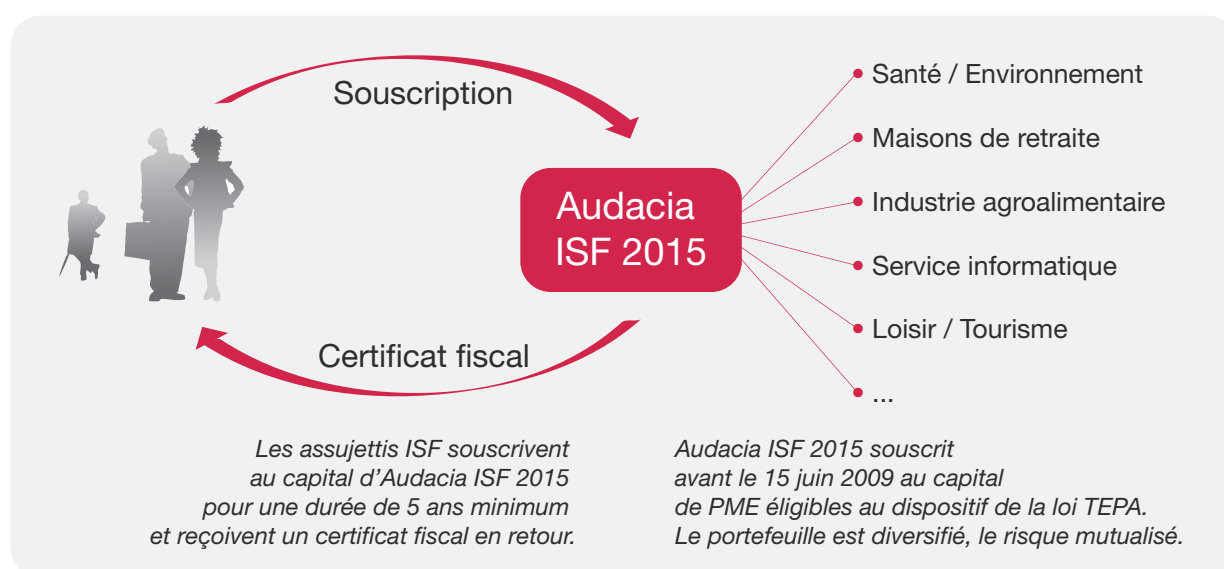 Souscription
Audacia
ISF 2015
Certificat fiscal
Santé / Environnement
Maisons de retraite
Industrie agroalimentaire
Service informatique
Loisir / Tourisme
...
Les assujettis ISF souscrivent
au capital d’Audacia ISF 2015
pour une durée de 5 ans minimum
et reçoivent un certificat fiscal en retour.
Audacia ISF 2015 souscrit
avant le 15 juin 2009 au capital
de PME éligibles au dispositif de la loi TEPA.
Le portefeuille est diversifié, le risque mutualisé.